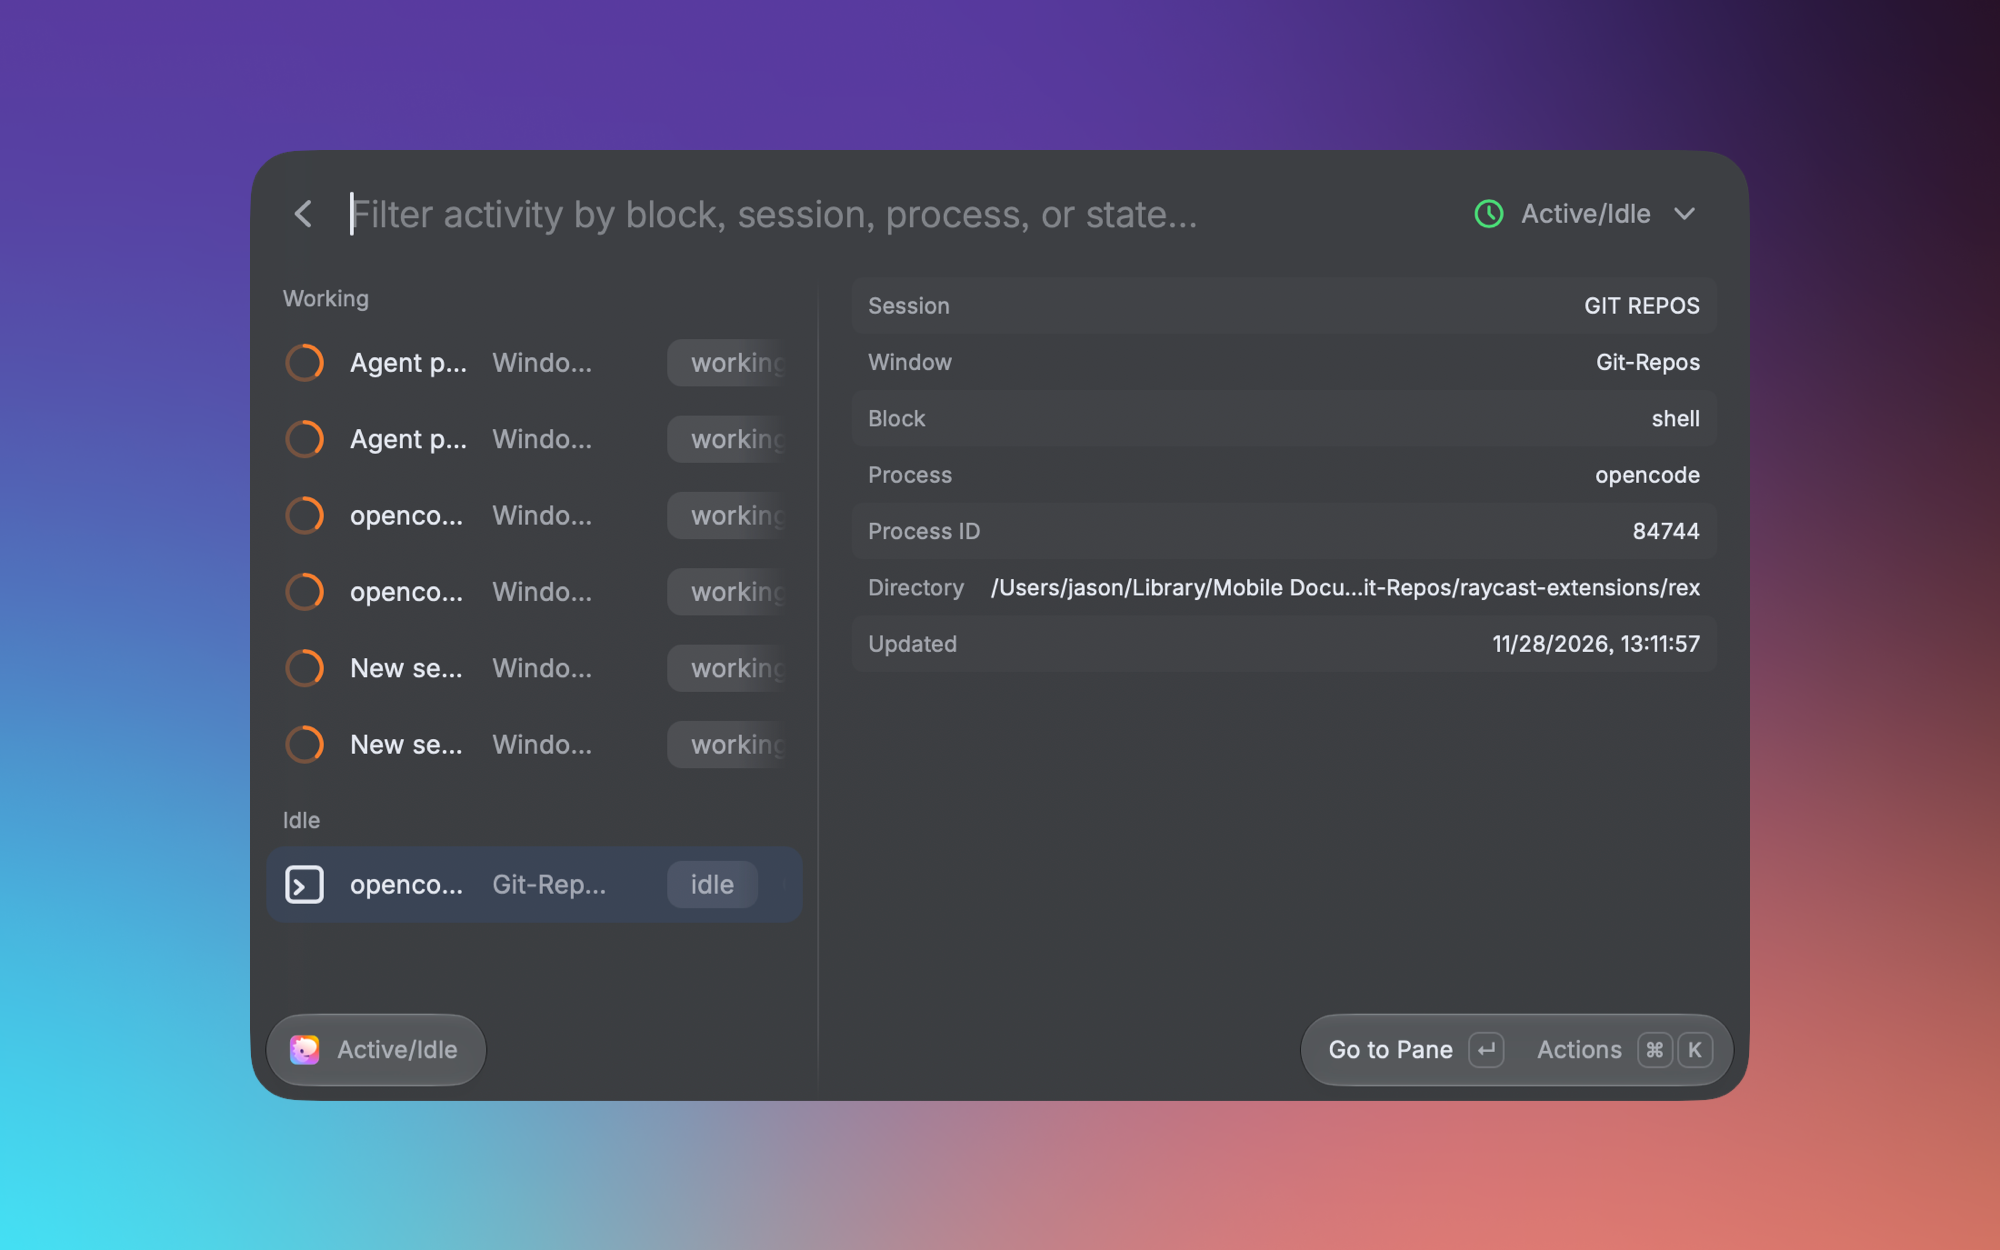 Filter activity by block, session, process, or state...
Active/Idle
Working
Agent p... Windo... working
Agent p... Windo... working
openco... Windo... working
openco... Windo... working
New se... Windo... working
New se... Windo... working
Idle
openco... Git-Rep... idle
Session GIT REPOS
Window Git-Repos
Block shell
Process opencode
Process ID 84744
Directory /Users/jason/Library/Mobile Docu...it-Repos/raycast-extensions/rex
Updated 11/28/2026, 13:11:57
Active/Idle
Go to Pane ↵ Actions ⌘ K